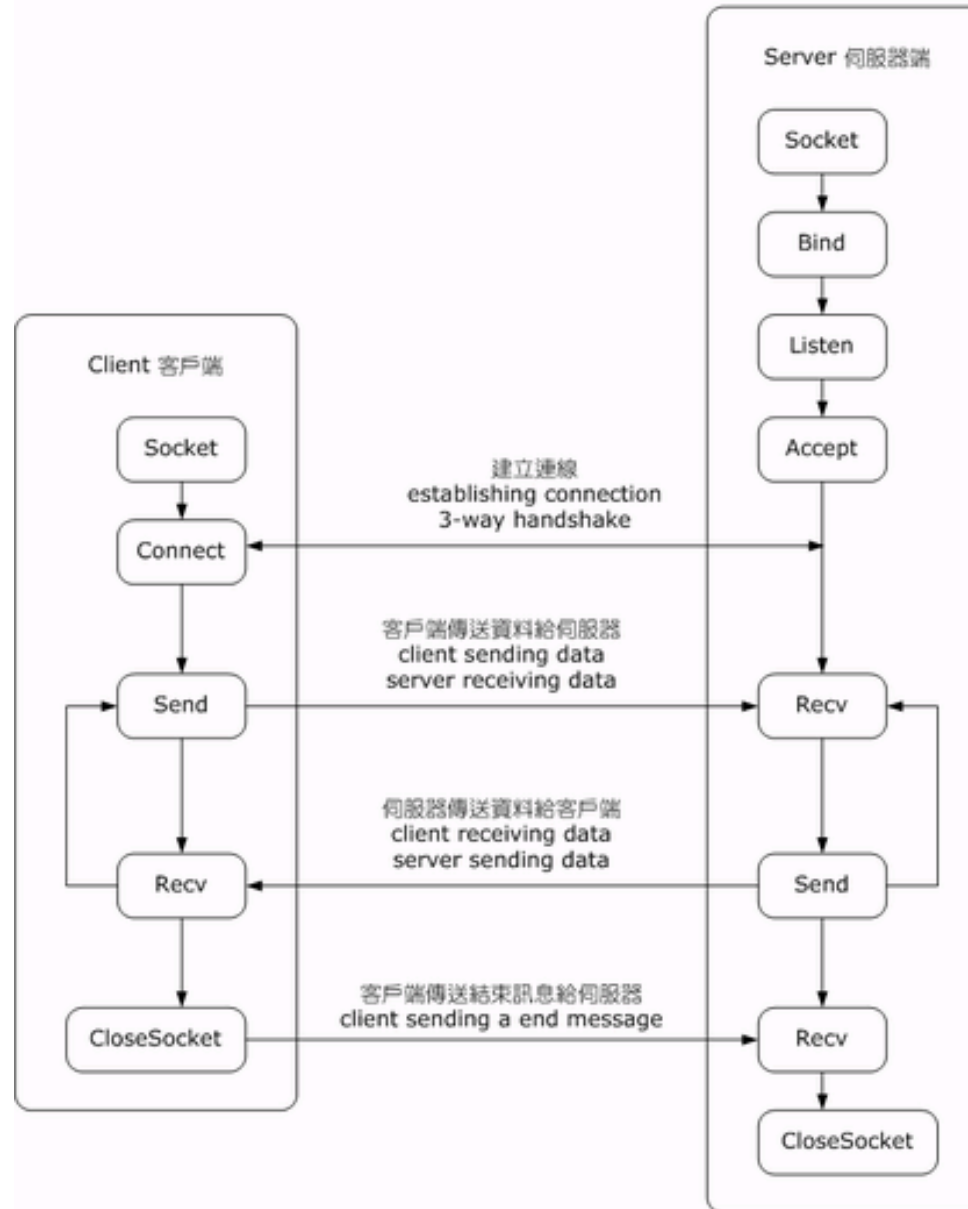 Server 伺服器端
Socket
Bind
Listen
Accept
Client 客戶端
Socket
Connect
建立連線
establishing connection
3-way handshake
客戶端傳送資料給伺服器
client sending data
server receiving data
Send
Recv
伺服器傳送資料給客戶端
client receiving data
server sending data
Recv
Send
客戶端傳送結束訊息給伺服器
client sending a end message
CloseSocket
Recv
CloseSocket